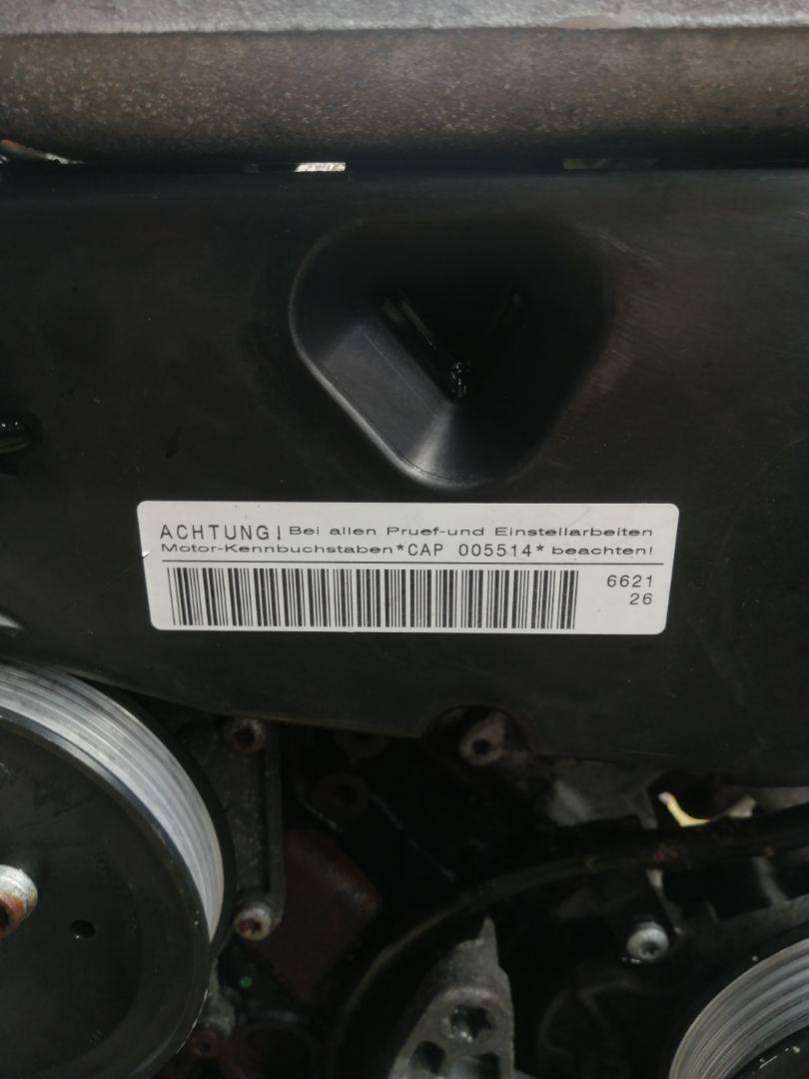 ACHTUNG! Bei allen Pruef-und Einstellarbeiten
Motor-Kennbuchstaben *CAP 005514* beachten!
6621
26